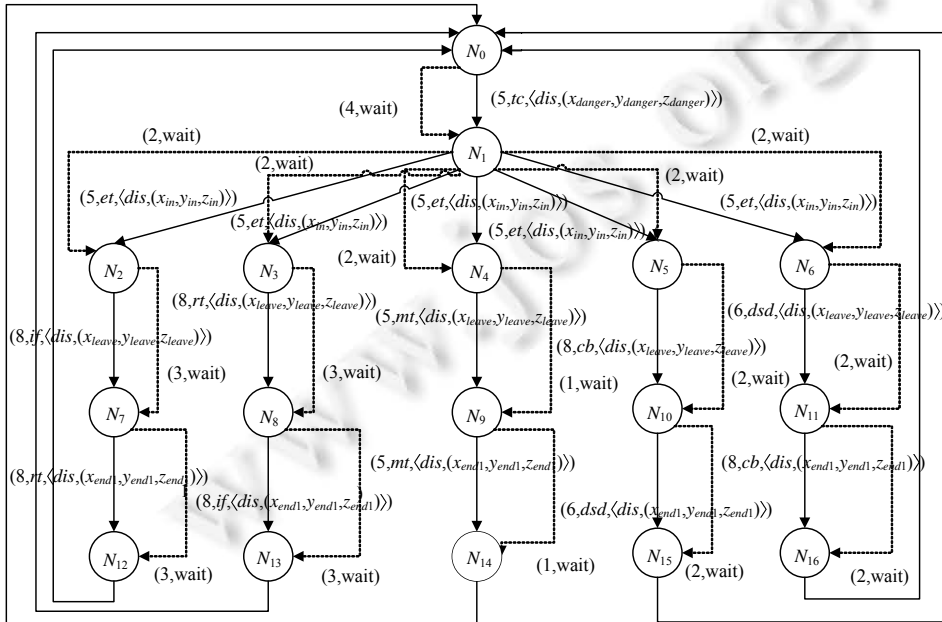 N0
(5,tc,⟨dis,(xdanger,ydanger,zdanger)⟩)
(4,wait)
N1
(2,wait)
(2,wait)
(2,wait)
(2,wait)
(5,et,⟨dis,(xin,yin,zin)⟩)
(5,et,⟨dis,(xin,yin,zin)⟩)
(5,et,⟨dis,(xin,yin,zin)⟩)
(5,et,⟨dis,(xin,yin,zin)⟩)
(5,et,⟨dis,(xin,yin,zin)⟩)
(2,wait)
N2
N3
N4
N5
N6
(8,if,⟨dis,(xleave,yleave,zleave)⟩)
(8,rt,⟨dis,(xleave,yleave,zleave)⟩)
(5,mt,⟨dis,(xleave,yleave,zleave)⟩)
(8,cb,⟨dis,(xleave,yleave,zleave)⟩)
(6,dsd,⟨dis,(xleave,yleave,zleave)⟩)
(3,wait)
(3,wait)
(1,wait)
(2,wait)
(2,wait)
N7
N8
N9
N10
N11
(8,rt,⟨dis,(xend1,yend1,zend1)⟩)
(8,if,⟨dis,(xend1,yend1,zend1)⟩)
(5,mt,⟨dis,(xend1,yend1,zend1)⟩)
(6,dsd,⟨dis,(xend1,yend1,zend1)⟩)
(8,cb,⟨dis,(xend1,yend1,zend1)⟩)
N12
N13
N14
N15
N16
(3,wait)
(3,wait)
(1,wait)
(2,wait)
(2,wait)
www.jos.org.